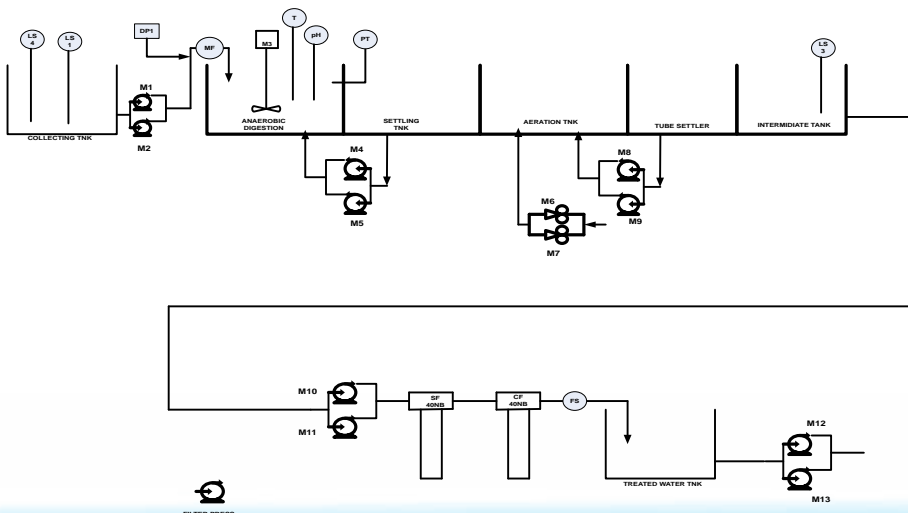 LS
4
LS
1
DP1
MF
M3
T
pH
PT
LS
3
M1
M2
COLLECTING TNK
ANAEROBIC
DIGESTION
SETTLING
TNK
AERATION TNK
TUBE SETTLER
INTERMIDIATE TANK
M4
M5
M6
M7
M8
M9
M10
M11
SF
40NB
CF
40NB
FS
TREATED WATER TNK
M12
M13
FILTER PRESS